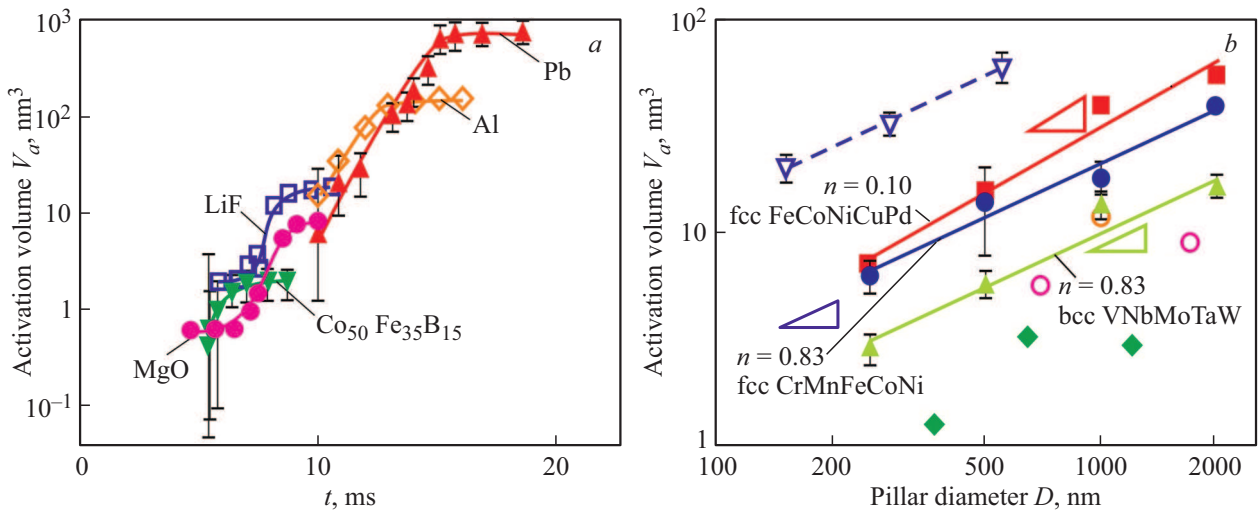 a
Activation volume Vₐ, nm³
10³
10²
10
1
10⁻¹
Pb
Al
LiF
Co₅₀ Fe₃₅B₁₅
MgO
0
10
20
t, ms
b
Activation volume Vₐ, nm³
10²
10
1
n = 0.10
fcc FeCoNiCuPd
n = 0.83
bcc VNbMoTaW
n = 0.83
fcc CrMnFeCoNi
100
200
500
1000
2000
Pillar diameter D, nm